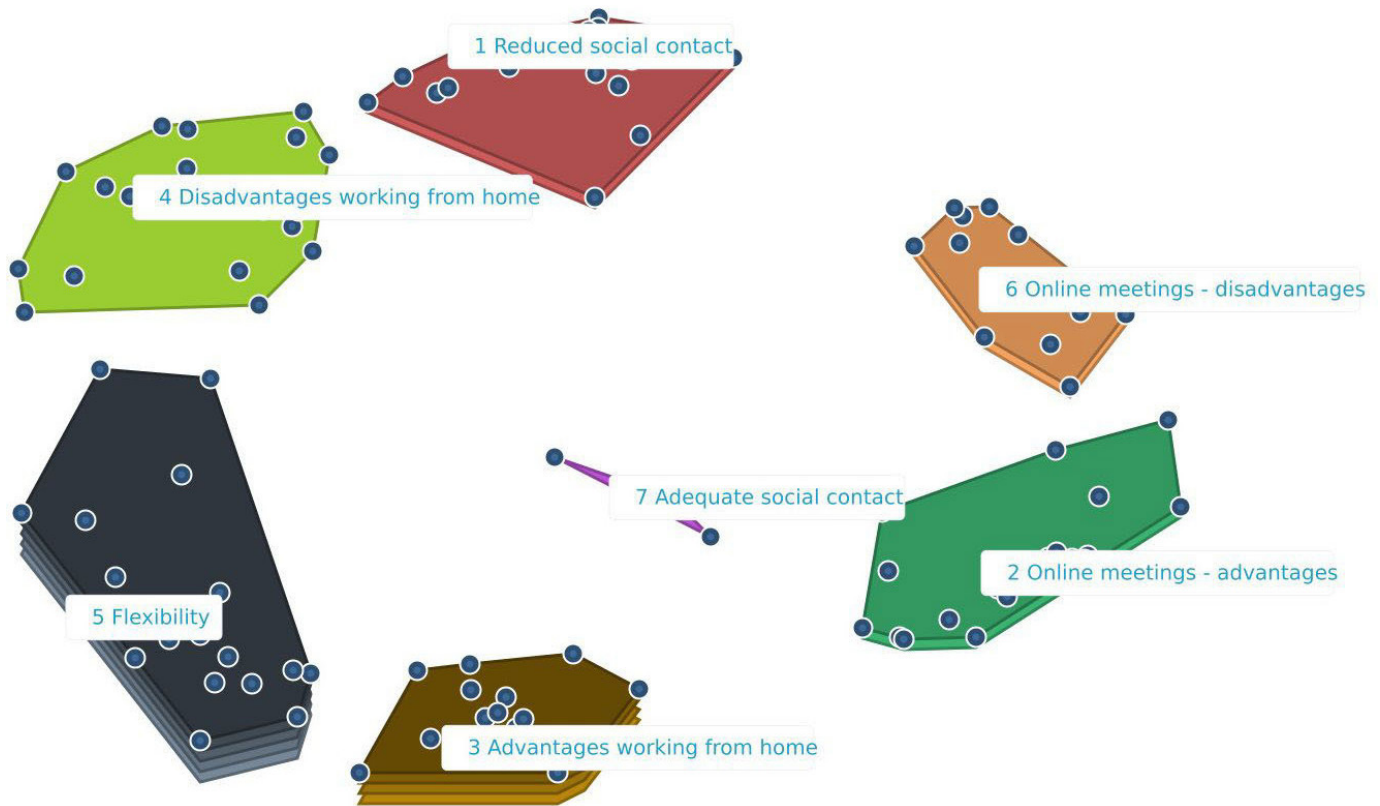 1 Reduced social contact
4 Disadvantages working from home
6 Online meetings - disadvantages
7 Adequate social contact
2 Online meetings - advantages
5 Flexibility
3 Advantages working from home